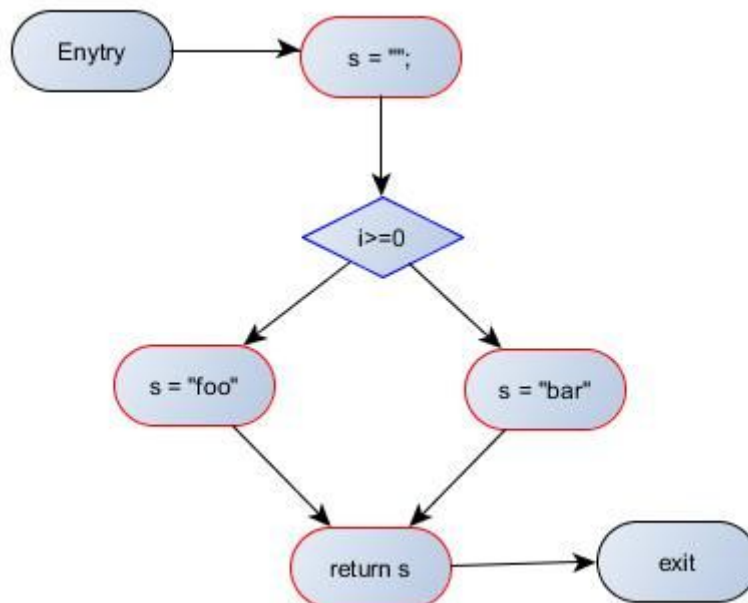 Enytry
s = "";
i>=0
s = "foo"
s = "bar"
return s
exit